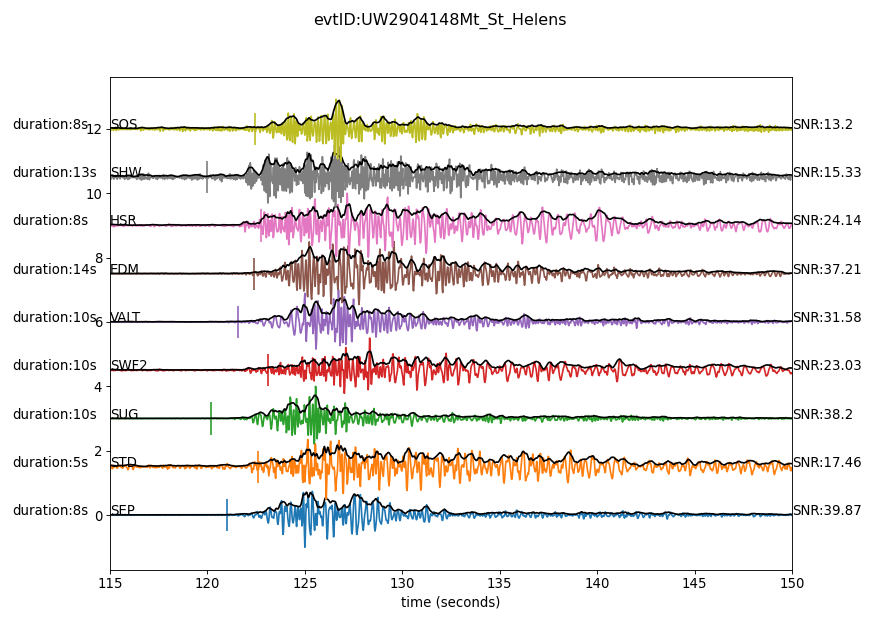 evtID:UW2904148Mt_St_Helens
duration:8s SOS SNR:13.2
12
duration:13s SHW SNR:15.33
10
duration:8s HSR SNR:24.14
8
duration:14s EDM SNR:37.21
duration:10s VALT SNR:31.58
6
duration:10s SWF2 SNR:23.03
4
duration:10s SUG SNR:38.2
2
duration:5s STD SNR:17.46
duration:8s SEP SNR:39.87
0
115 120 125 130 135 140 145 150
time (seconds)